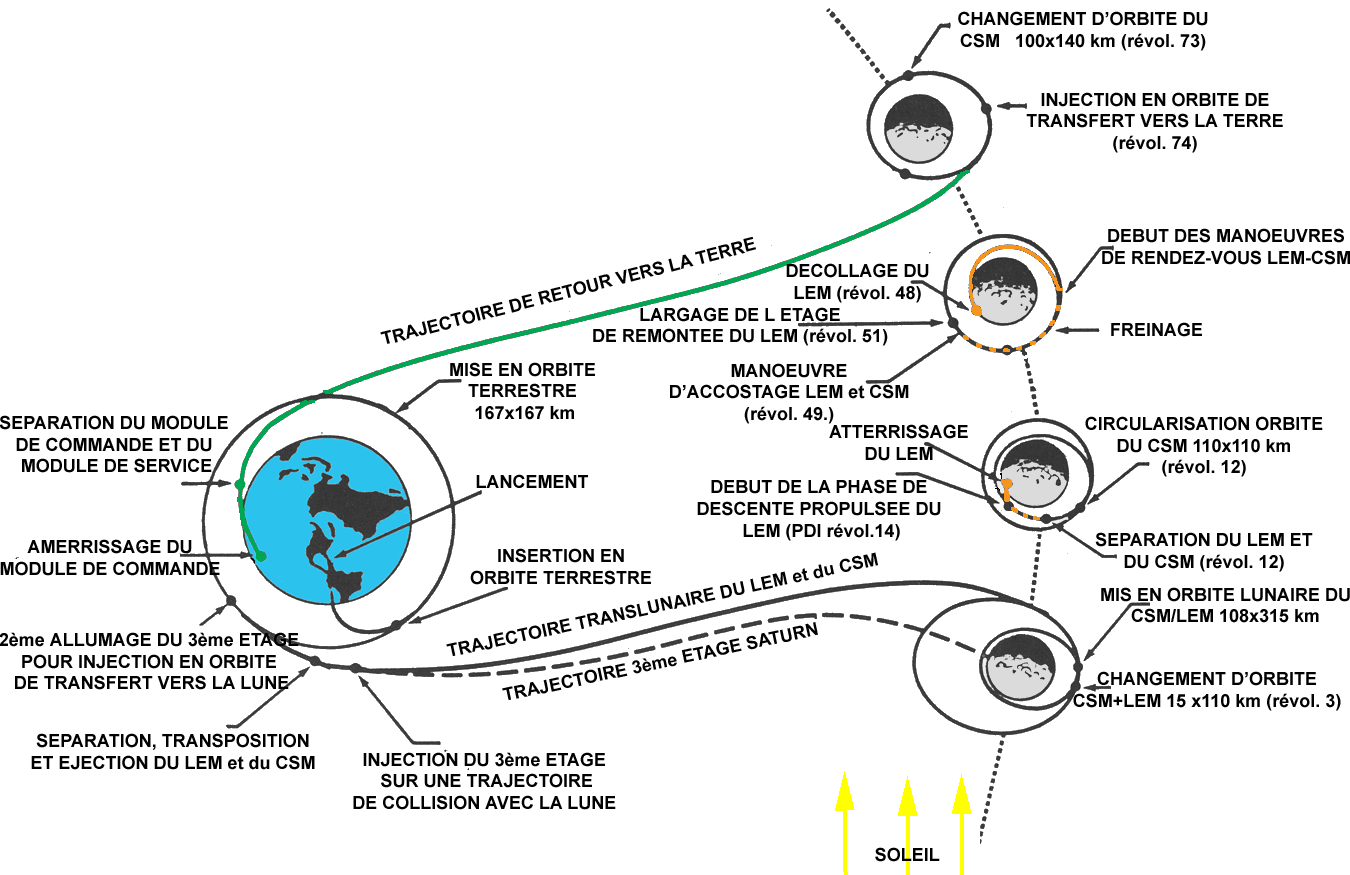 CHANGEMENT D'ORBITE DU
CSM 100x140 km (révol. 73)
INJECTION EN ORBITE DE
TRANSFERT VERS LA TERRE
(révol. 74)
DEBUT DES MANOEUVRES
DE RENDEZ-VOUS LEM-CSM
DECOLLAGE DU
LEM (révol. 48)
TRAJECTOIRE DE RETOUR VERS LA TERRE
LARGAGE DE L ETAGE
DE REMONTEE DU LEM (révol. 51)
FREINAGE
MISE EN ORBITE
TERRESTRE
167x167 km
MANOEUVRE
D'ACCOSTAGE LEM et CSM
(révol. 49.)
SEPARATION DU MODULE
DE COMMANDE ET DU
MODULE DE SERVICE
ATTERRISSAGE
DU LEM
CIRCULARISATION ORBITE
DU CSM 110x110 km
(révol. 12)
LANCEMENT
DEBUT DE LA PHASE DE
DESCENTE PROPULSEE DU
LEM (PDI révol.14)
SEPARATION DU LEM ET
DU CSM (révol. 12)
AMERRISSAGE DU
MODULE DE COMMANDE
INSERTION EN
ORBITE TERRESTRE
TRAJECTOIRE TRANSLUNAIRE DU LEM et du CSM
MIS EN ORBITE LUNAIRE DU
CSM/LEM 108x315 km
2ème ALLUMAGE DU 3ème ETAGE
POUR INJECTION EN ORBITE
DE TRANSFERT VERS LA LUNE
TRAJECTOIRE 3ème ETAGE SATURN
CHANGEMENT D'ORBITE
CSM+LEM 15 x110 km (révol. 3)
SEPARATION, TRANSPOSITION
ET EJECTION DU LEM et du CSM
INJECTION DU 3ème ETAGE
SUR UNE TRAJECTOIRE
DE COLLISION AVEC LA LUNE
SOLEIL